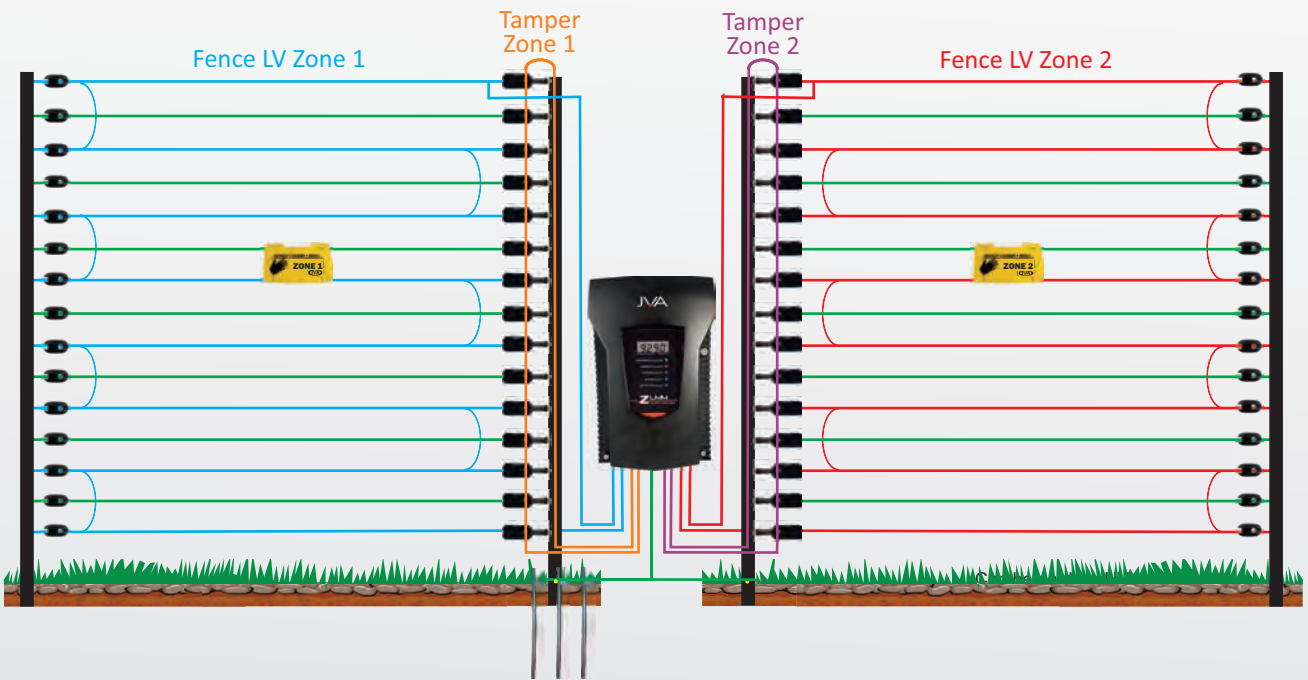 Tamper
Zone 1
Tamper
Zone 2
Fence LV Zone 1
Fence LV Zone 2
ZONE 1
ZONE 2
JVA
9290